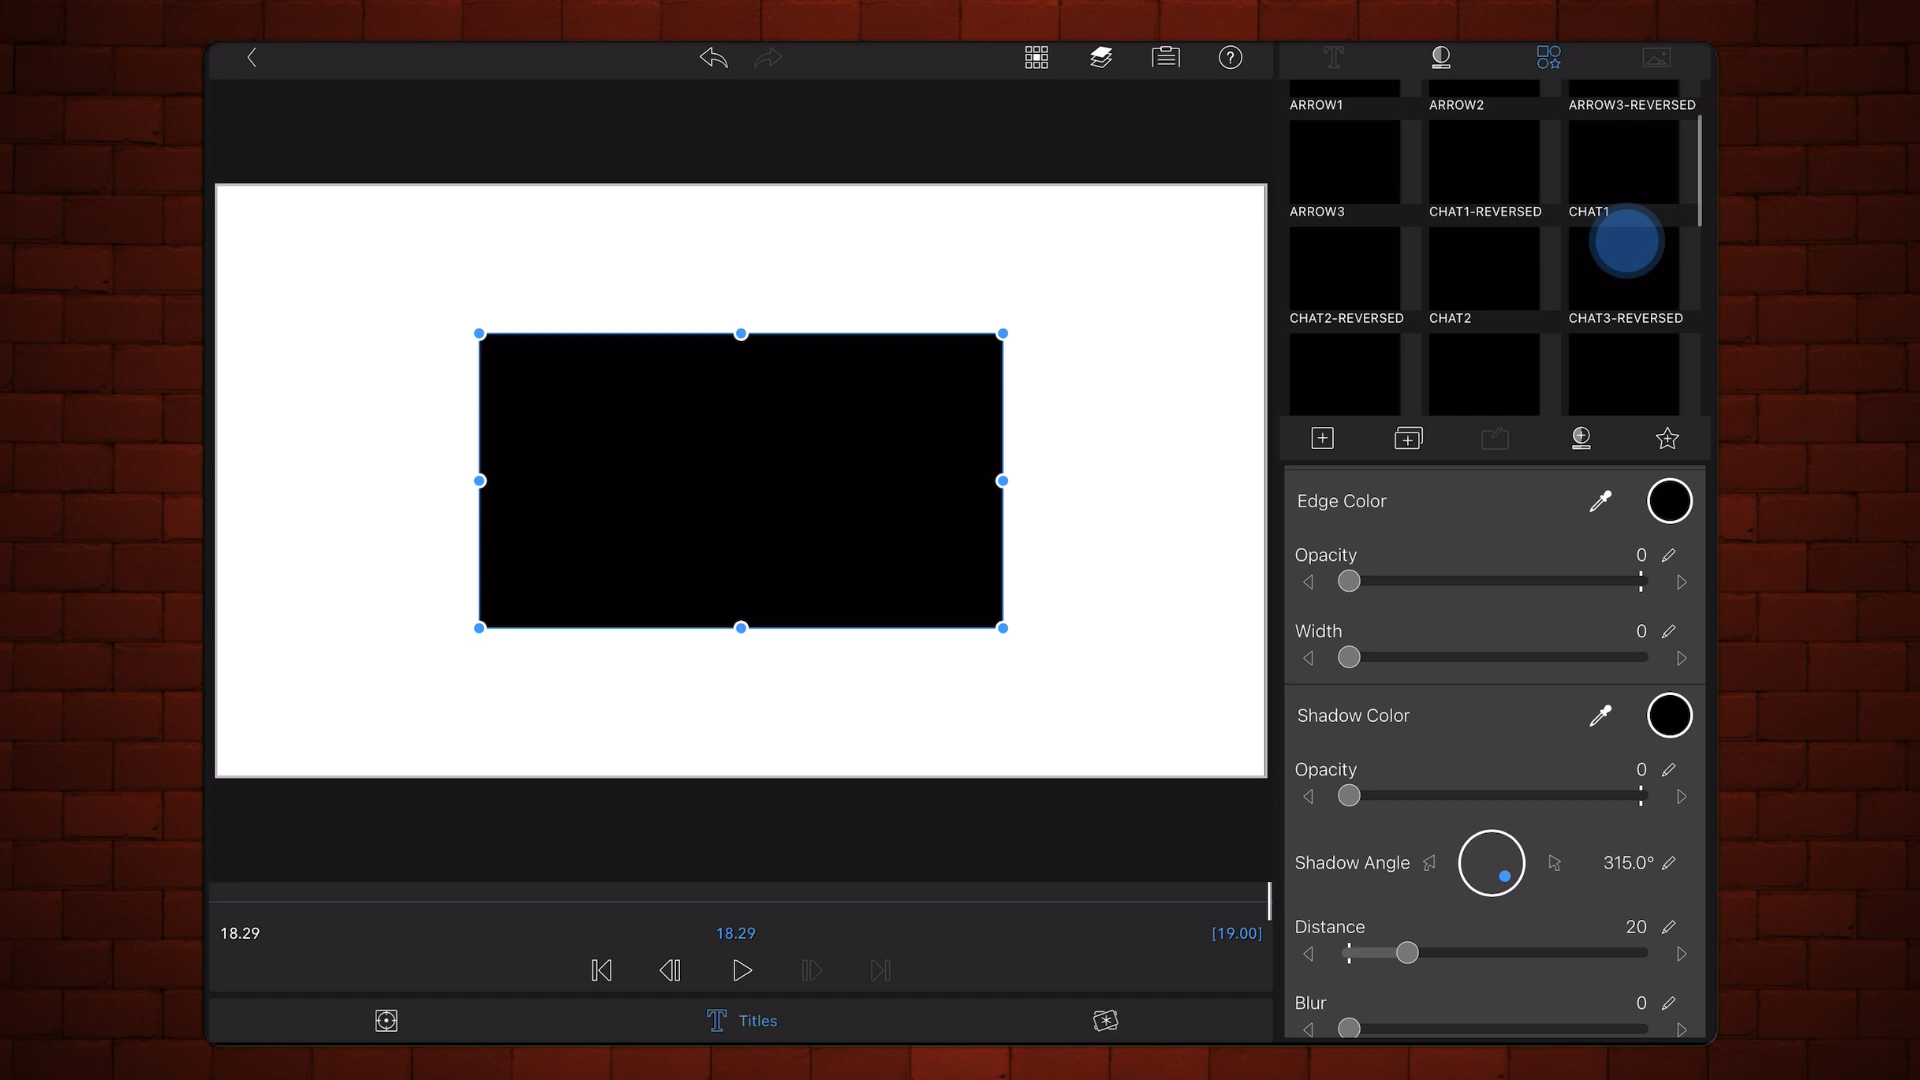 ARROW1 ARROW2 ARROW3-REVERSED
ARROW3 CHAT1-REVERSED CHAT1
CHAT2-REVERSED CHAT2 CHAT3-REVERSED
Edge Color
Opacity 0
Width 0
Shadow Color
Opacity 0
Shadow Angle 315.0°
Distance 20
Blur 0
18.29 18.29 [19.00]
Titles